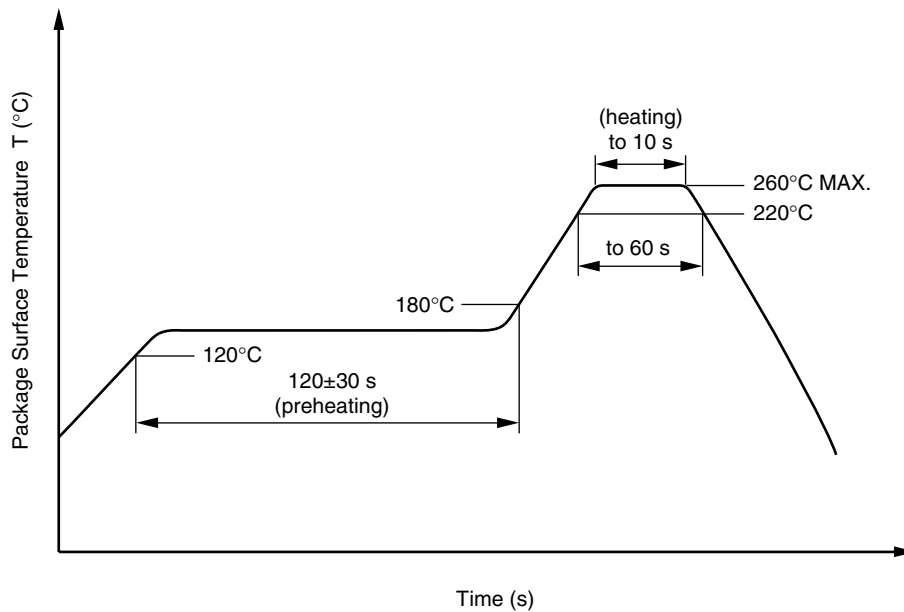 Package Surface Temperature T (°C)
(heating)
to 10 s
260°C MAX.
220°C
to 60 s
180°C
120°C
120±30 s
(preheating)
Time (s)